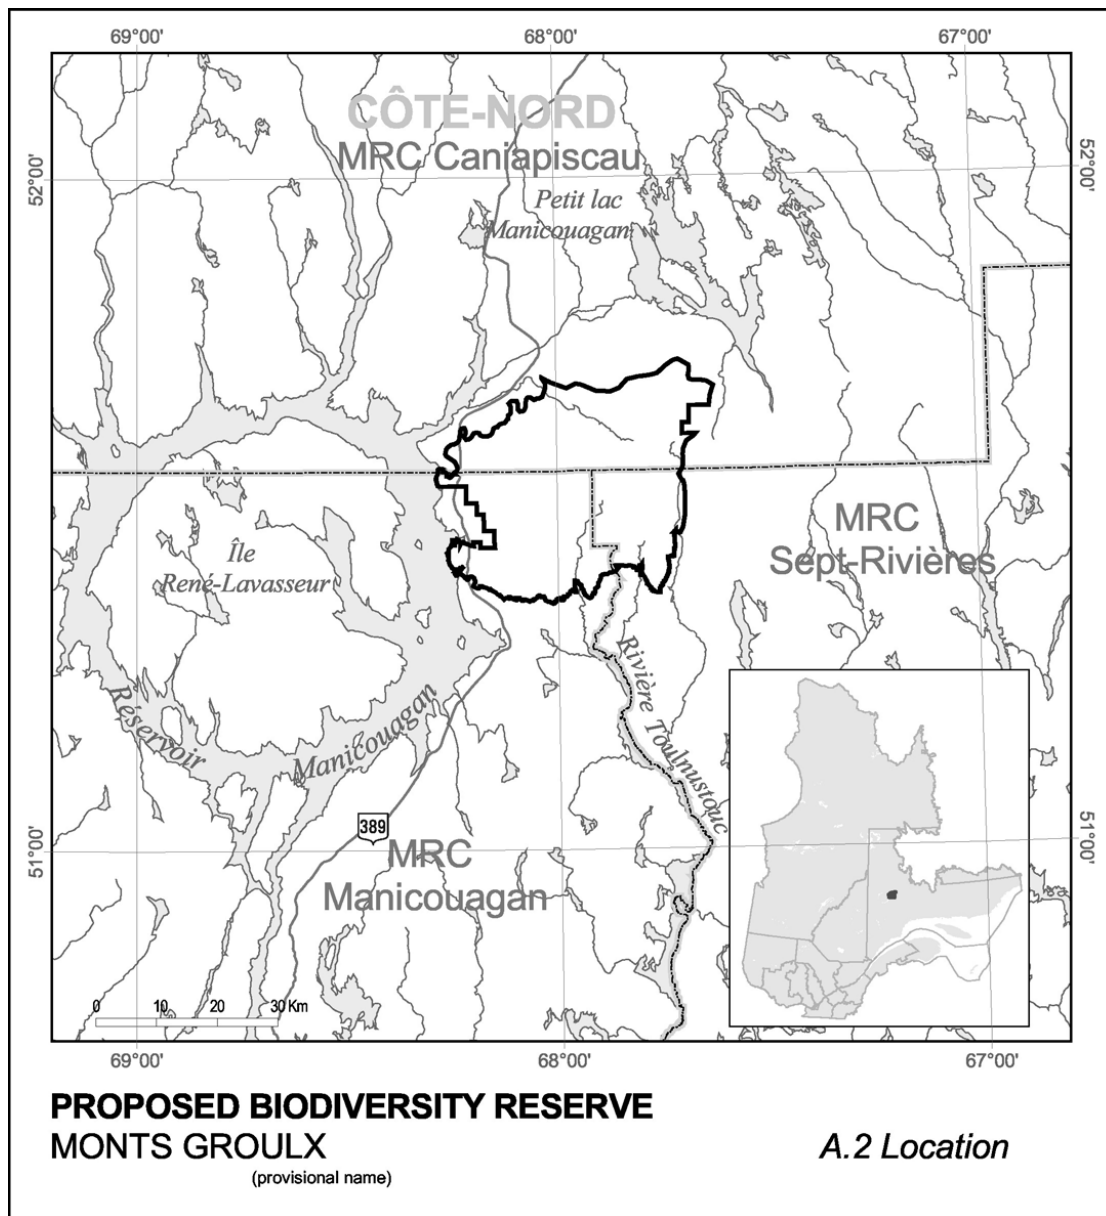 69°00' 68°00' 67°00'
CÔTE-NORD
MRC Caniapiscau
52°00' 52°00'
Petit lac
Manicouagan
MRC
Sept-Rivières
Île
René-Lavasseur
Rivière Toulnustouc
Réservoir Manicouagan
389
51°00' 51°00'
MRC
Manicouagan
0 10 20 30 Km
69°00' 68°00' 67°00'
PROPOSED BIODIVERSITY RESERVE
MONTS GROULX A.2 Location
(provisional name)